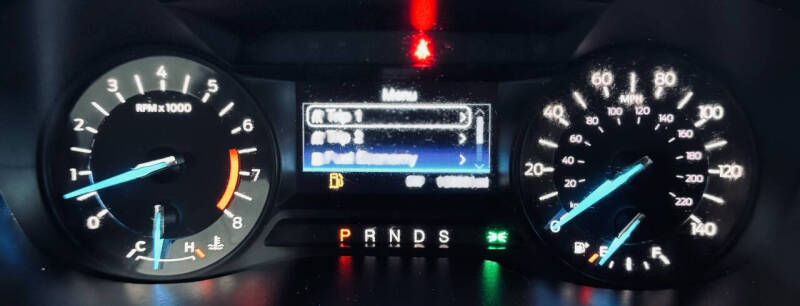 0 1 2 3 4 5 6 7 8
RPM x 1000
C H
Menu
Trip 1
Trip 2
Fuel Economy
P R N D S
0 20 40 60 80 100 120 140
MPH
20 40 60 80 100 120 140 160 180 200 220
E F